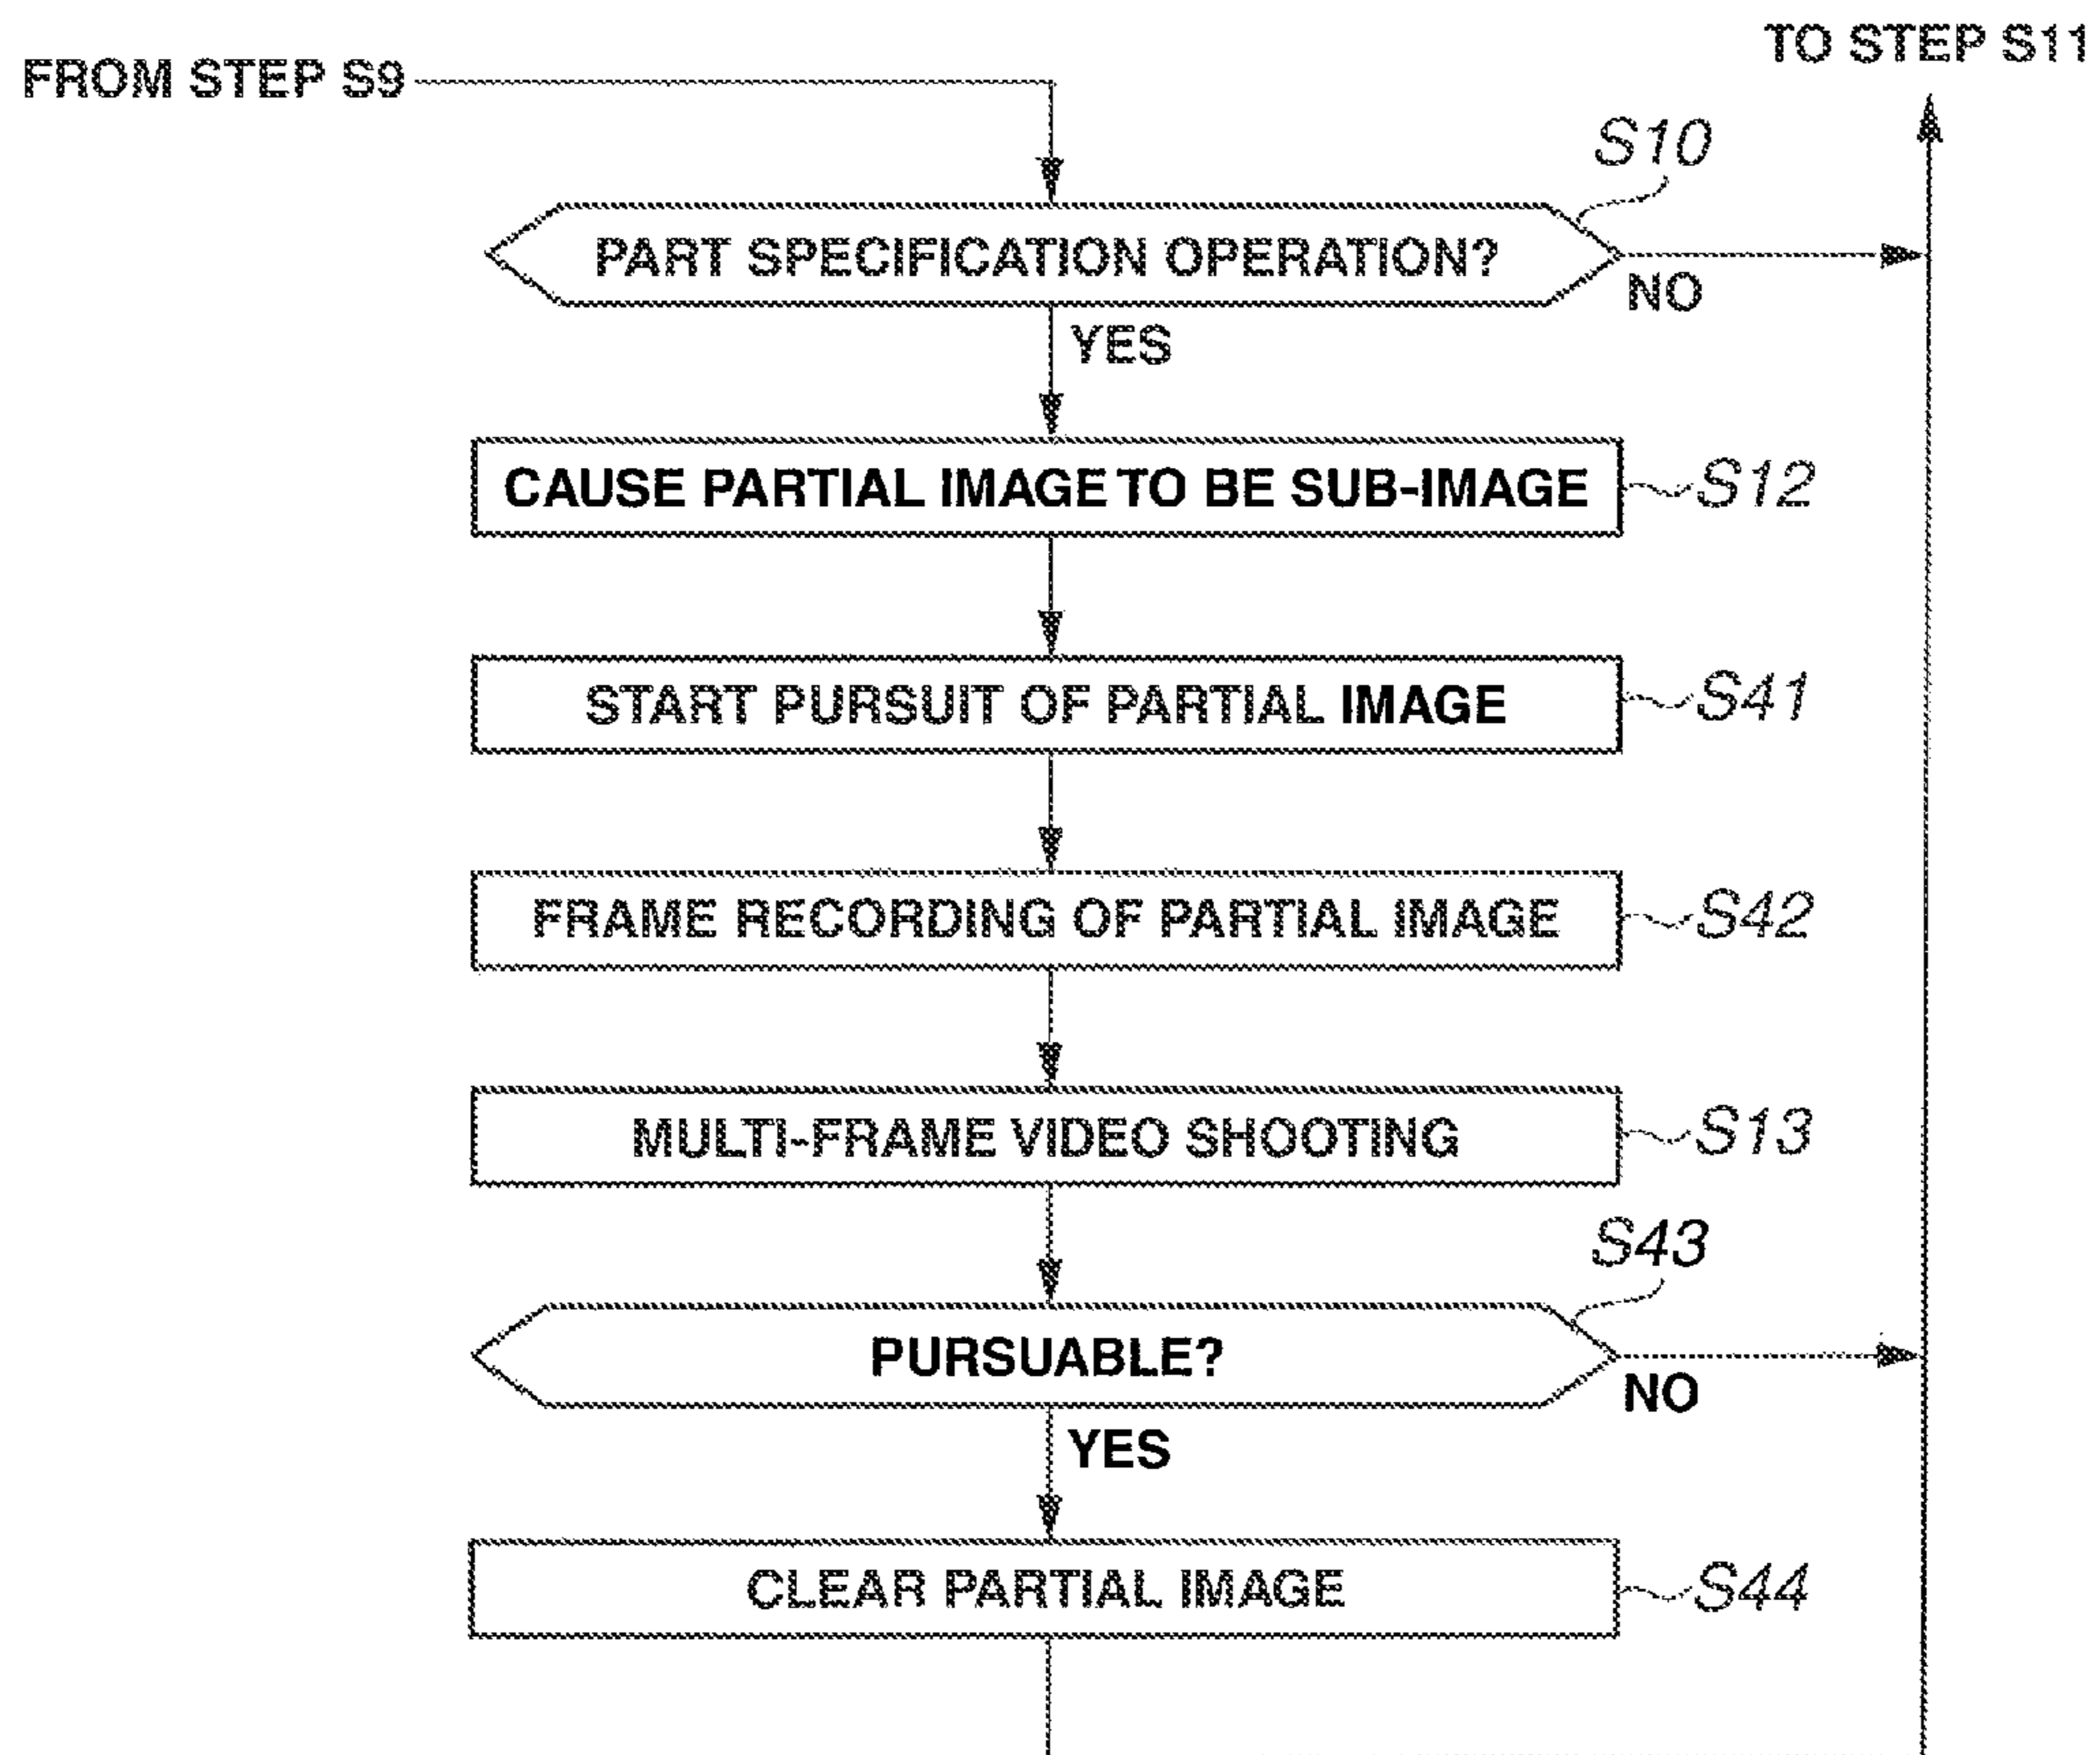 TO STEP S11
FROM STEP S9
S10
PART SPECIFICATION OPERATION?
NO
YES
CAUSE PARTIAL IMAGE TO BE SUB-IMAGE
S12
START PURSUIT OF PARTIAL IMAGE
S41
FRAME RECORDING OF PARTIAL IMAGE
S42
MULTI-FRAME VIDEO SHOOTING
S13
S43
PURSUABLE?
NO
YES
CLEAR PARTIAL IMAGE
S44